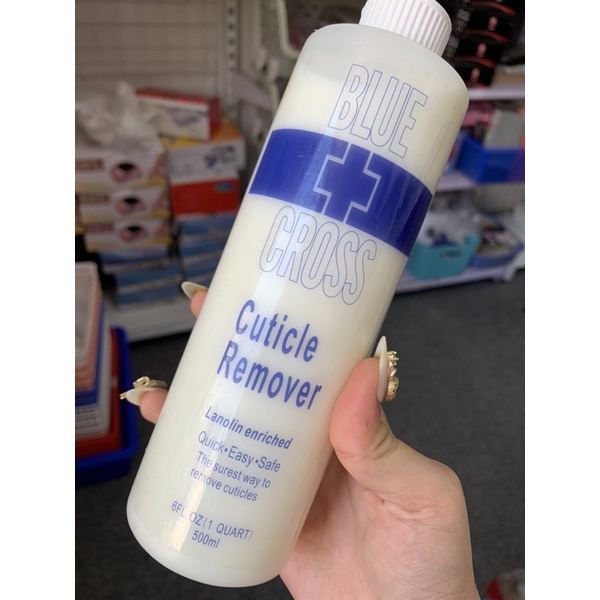 BLUE
CROSS
Cuticle
Remover
Lanolin enriched
Quick•Easy•Safe
The surest way to
remove cuticles
6FL OZ(1 QUART)
500ml